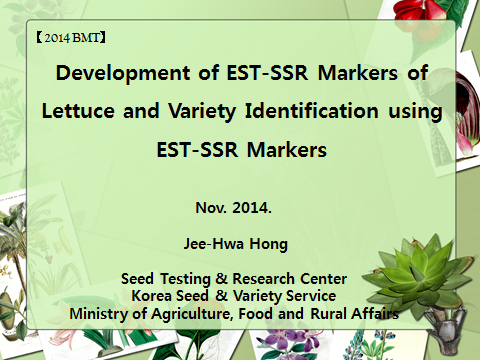 【2014 BMT】
Development of EST-SSR Markers of
Lettuce and Variety Identification using
EST-SSR Markers
Nov. 2014.
Jee-Hwa Hong
Seed Testing & Research Center
Korea Seed & Variety Service
Ministry of Agriculture, Food and Rural Affairs